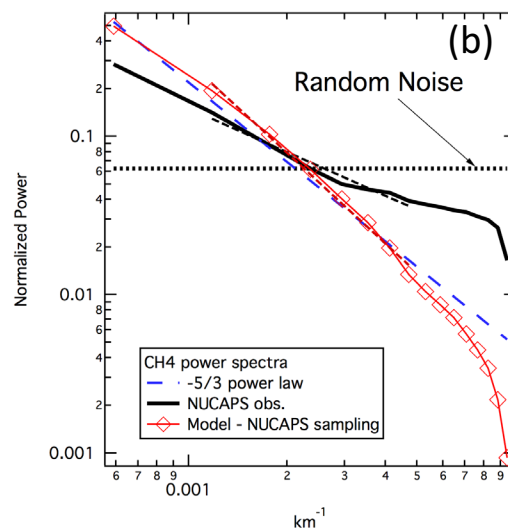 (b)
Random Noise
Normalized Power
4
2
0.1
8
6
4
2
0.01
8
6
4
2
0.001
CH4 power spectra
-5/3 power law
NUCAPS obs.
Model - NUCAPS sampling
6 7 8 9 2 3 4 5 6 7 8 9
0.001
km-1